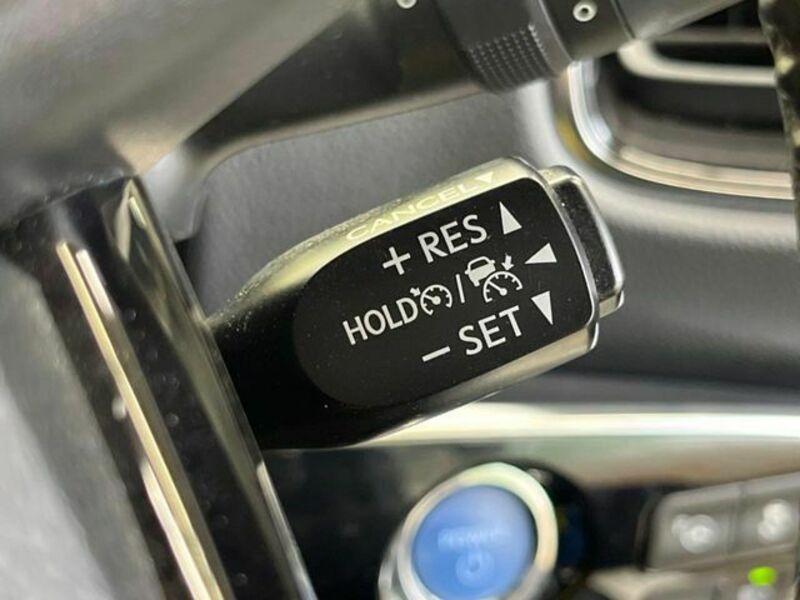 CANCEL▼
+ RES ▲
HOLD / ◀
− SET ▼